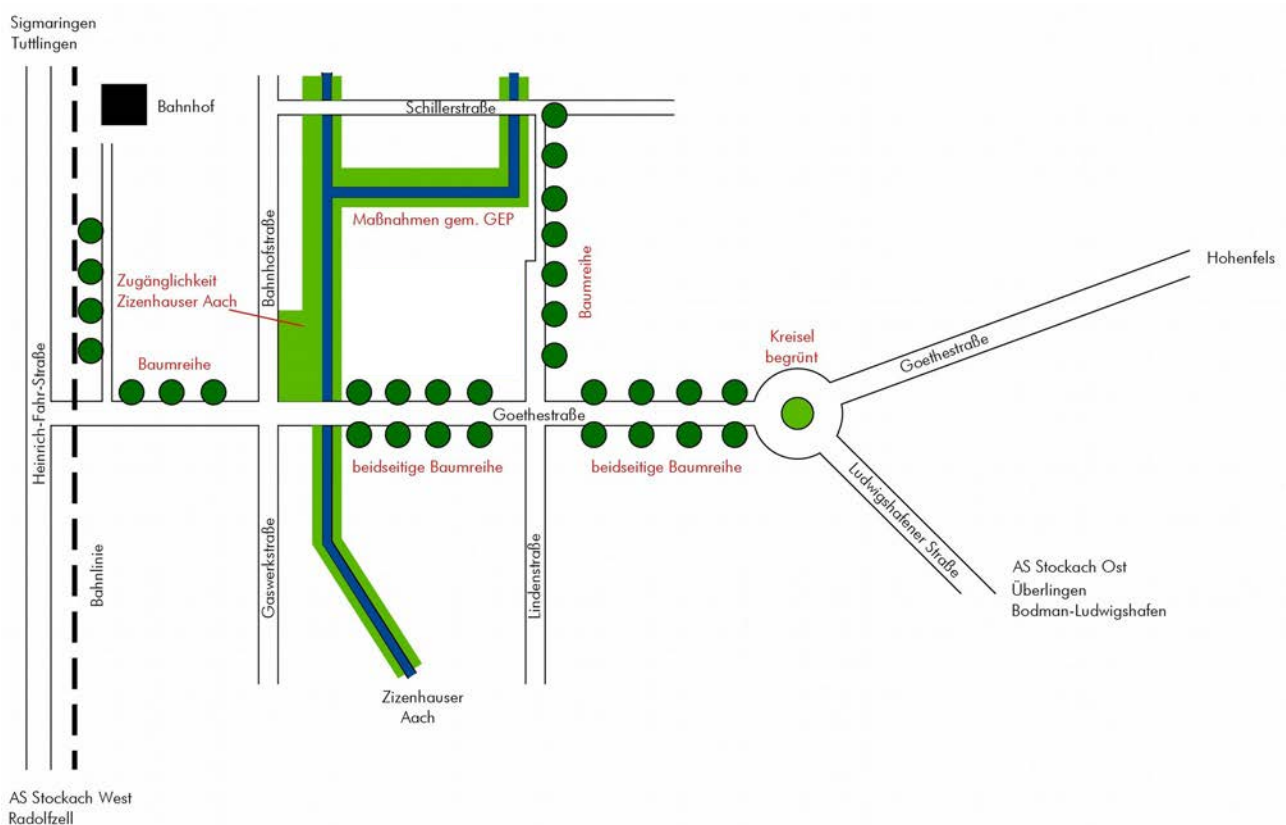 Sigmaringen
Tuttlingen
Bahnhof
Schillerstraße
Maßnahmen gem. GEP
Bahnhofstraße
Zugänglichkeit
Zizenhauser Aach
Baumreihe
Baumreihe
Hohenfels
Kreisel
begrünt
Goethestraße
Goethestraße
Heinrich-Fahr-Straße
beidseitige Baumreihe
beidseitige Baumreihe
Ludwigshafener Straße
Bahnlinie
Gaswerkstraße
Lindenstraße
AS Stockach Ost
Überlingen
Bodman-Ludwigshafen
Zizenhauser
Aach
AS Stockach West
Radolfzell